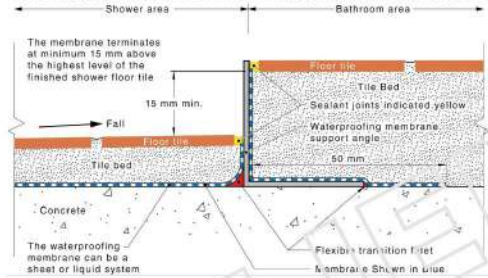 Shower area
Bathroom area
The membrane terminates
at minimum 15 mm above
the highest level of the
finished shower floor tile
Floor tile
Tile Bed
15 mm min.
Sealant joints indicated yellow
Fall
Waterproofing membrane
support angle
Floor tile
50 mm
Tile bed
Concrete
The waterproofing
membrane can be a
sheet or liquid system
Flexible transition fillet
Membrane Shown in Blue